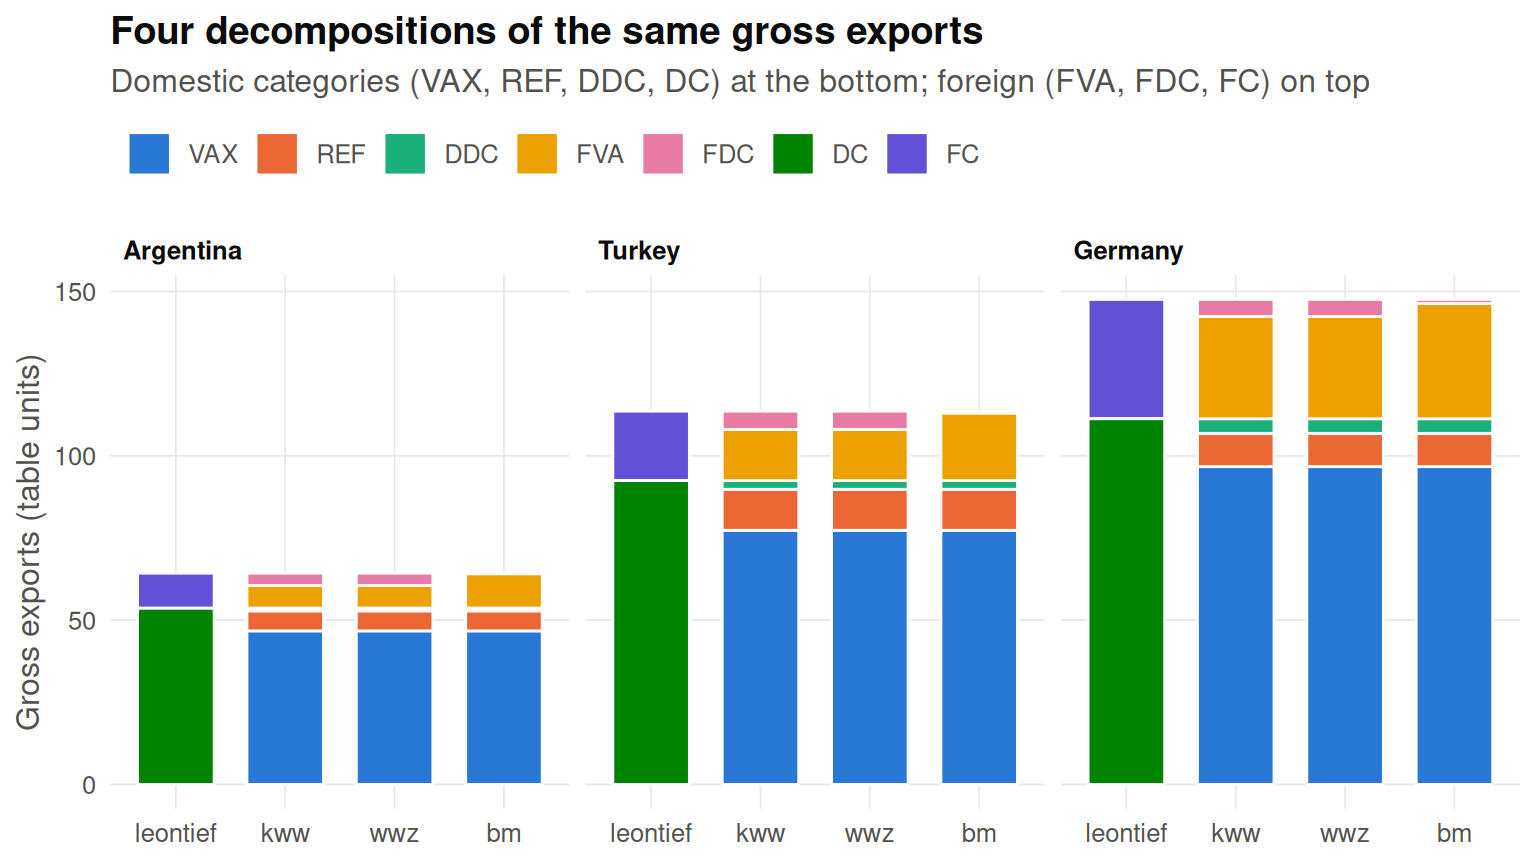 Four decompositions of the same gross exports
Domestic categories (VAX, REF, DDC, DC) at the bottom; foreign (FVA, FDC, FC) on top
VAX REF DDC FVA FDC DC FC
Argentina Turkey Germany
Gross exports (table units)
150
100
50
0
leontief kww wwz bm leontief kww wwz bm leontief kww wwz bm